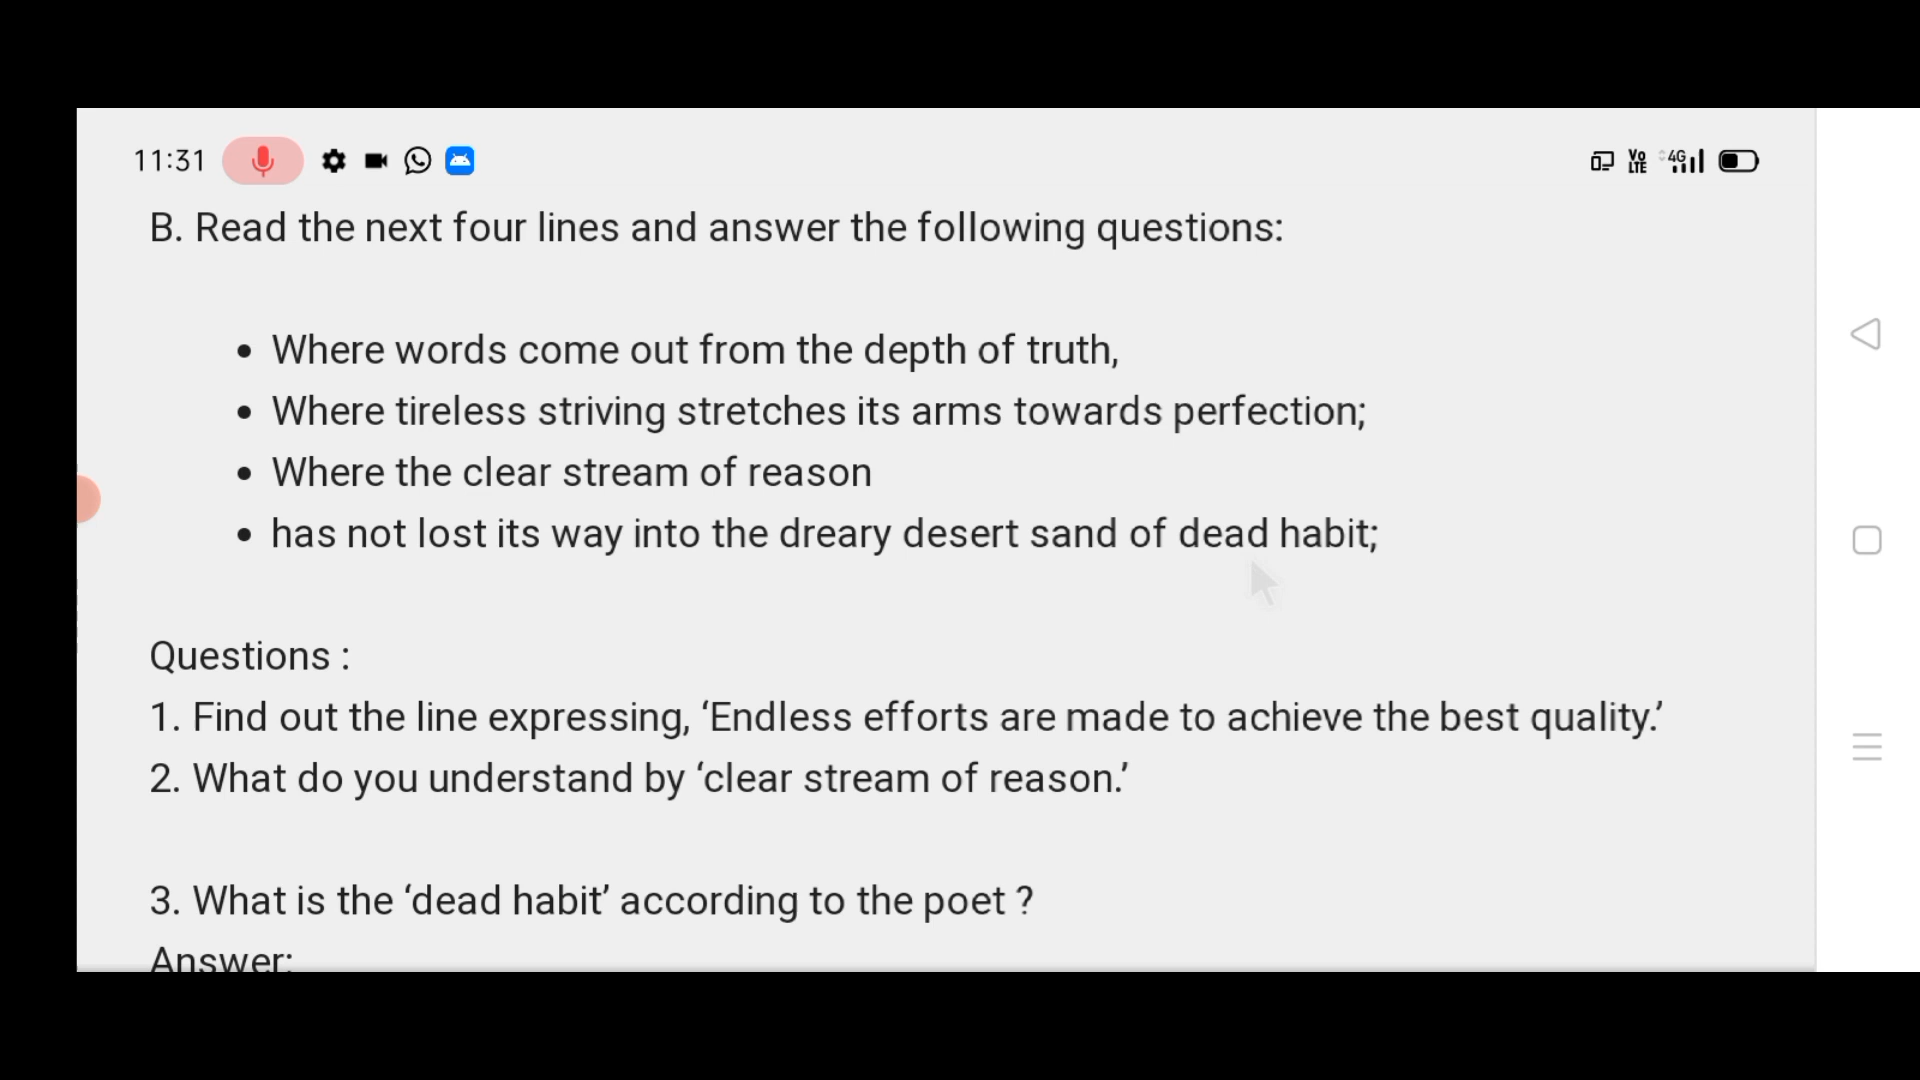 11:31
Vo
LTE
4G
B. Read the next four lines and answer the following questions:
• Where words come out from the depth of truth,
• Where tireless striving stretches its arms towards perfection;
• Where the clear stream of reason
• has not lost its way into the dreary desert sand of dead habit;
Questions :
1. Find out the line expressing, ‘Endless efforts are made to achieve the best quality.’
2. What do you understand by ‘clear stream of reason.’
3. What is the ‘dead habit’ according to the poet ?
Answer: